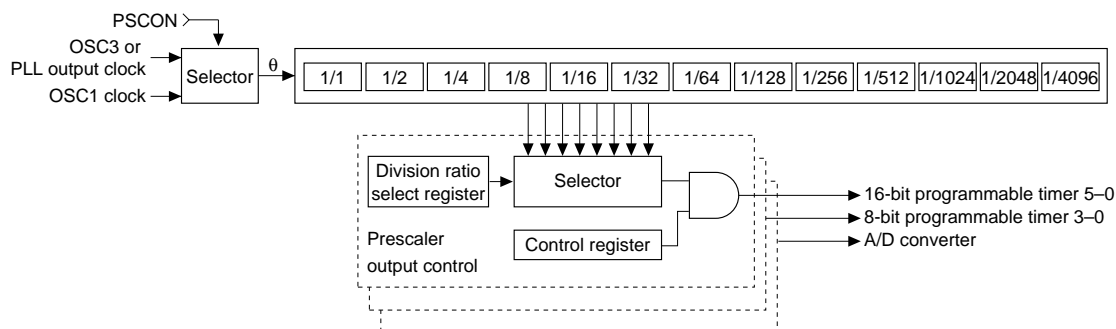 PSCON
OSC3 or
PLL output clock
OSC1 clock
Selector
θ
1/1 1/2 1/4 1/8 1/16 1/32 1/64 1/128 1/256 1/512 1/1024 1/2048 1/4096
Division ratio
select register
Selector
Control register
Prescaler
output control
16-bit programmable timer 5–0
8-bit programmable timer 3–0
A/D converter